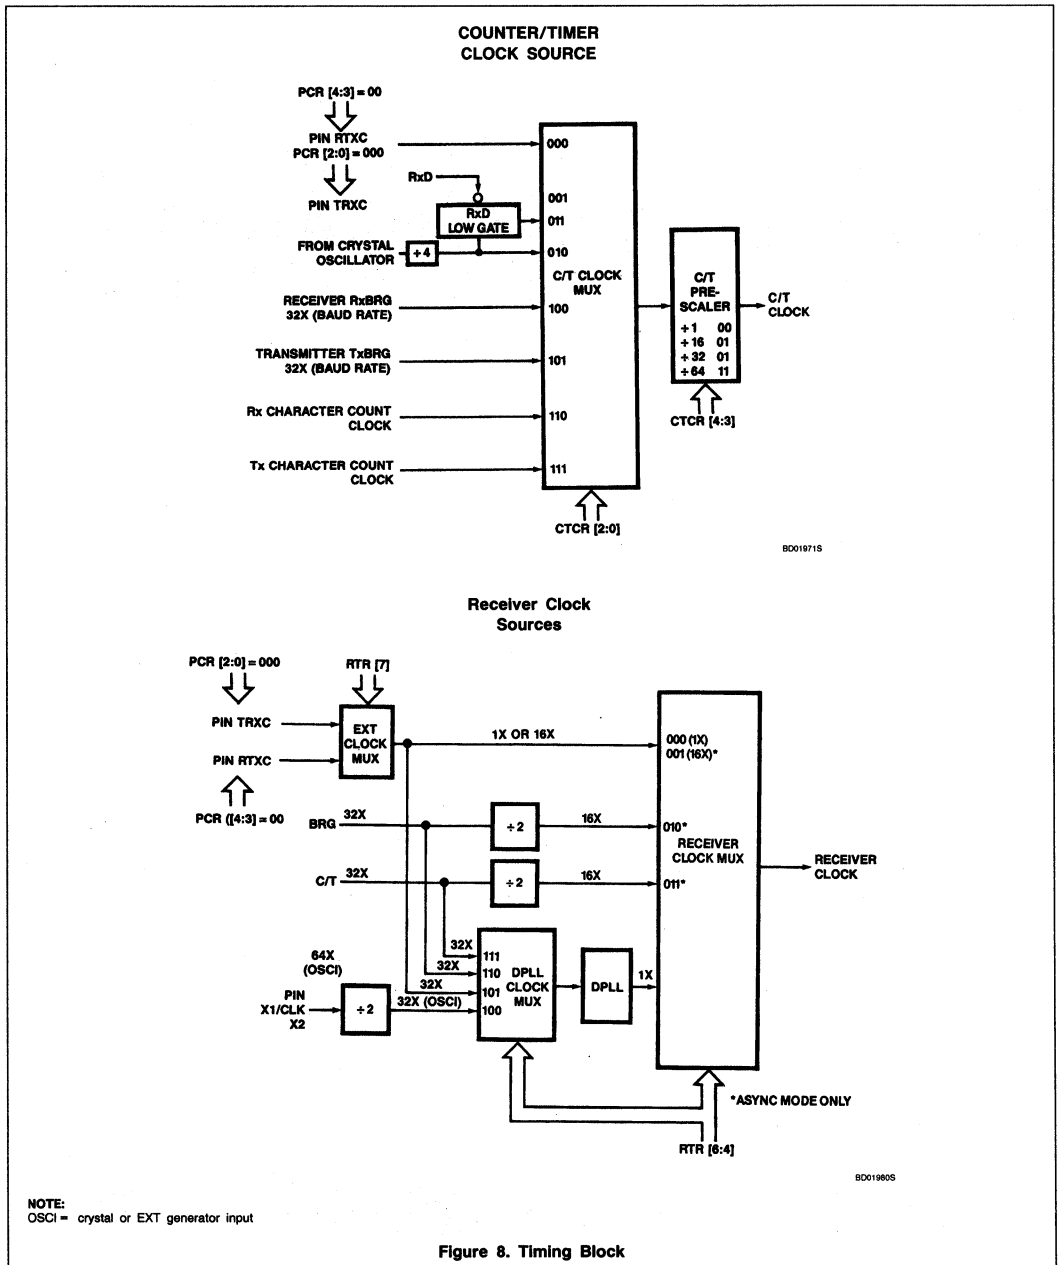 COUNTER/TIMER
CLOCK SOURCE
PCR [4:3] = 00
PIN RTXC
PCR [2:0] = 000
PIN TRXC
RxD
RxD
LOW GATE
FROM CRYSTAL
OSCILLATOR
÷4
RECEIVER RxBRG
32X (BAUD RATE)
TRANSMITTER TxBRG
32X (BAUD RATE)
Rx CHARACTER COUNT
CLOCK
Tx CHARACTER COUNT
CLOCK
000
001
011
010
C/T CLOCK
MUX
100
101
110
111
CTCR [2:0]
C/T
PRE-
SCALER
÷1 00
÷16 01
÷32 01
÷64 11
C/T
CLOCK
CTCR [4:3]
BD01971S
Receiver Clock
Sources
PCR [2:0] = 000
RTR [7]
PIN TRXC
PIN RTXC
EXT
CLOCK
MUX
PCR ([4:3] = 00
1X OR 16X
BRG
32X
÷2
16X
C/T
32X
÷2
16X
64X
(OSCI)
PIN
X1/CLK
X2
÷2
32X (OSCI)
32X
32X
32X
111
110
101
100
DPLL
CLOCK
MUX
DPLL
1X
000 (1X)
001 (16X)*
010*
RECEIVER
CLOCK MUX
011*
RECEIVER
CLOCK
*ASYNC MODE ONLY
RTR [6:4]
BD01980S
NOTE:
OSCI = crystal or EXT generator input
Figure 8. Timing Block